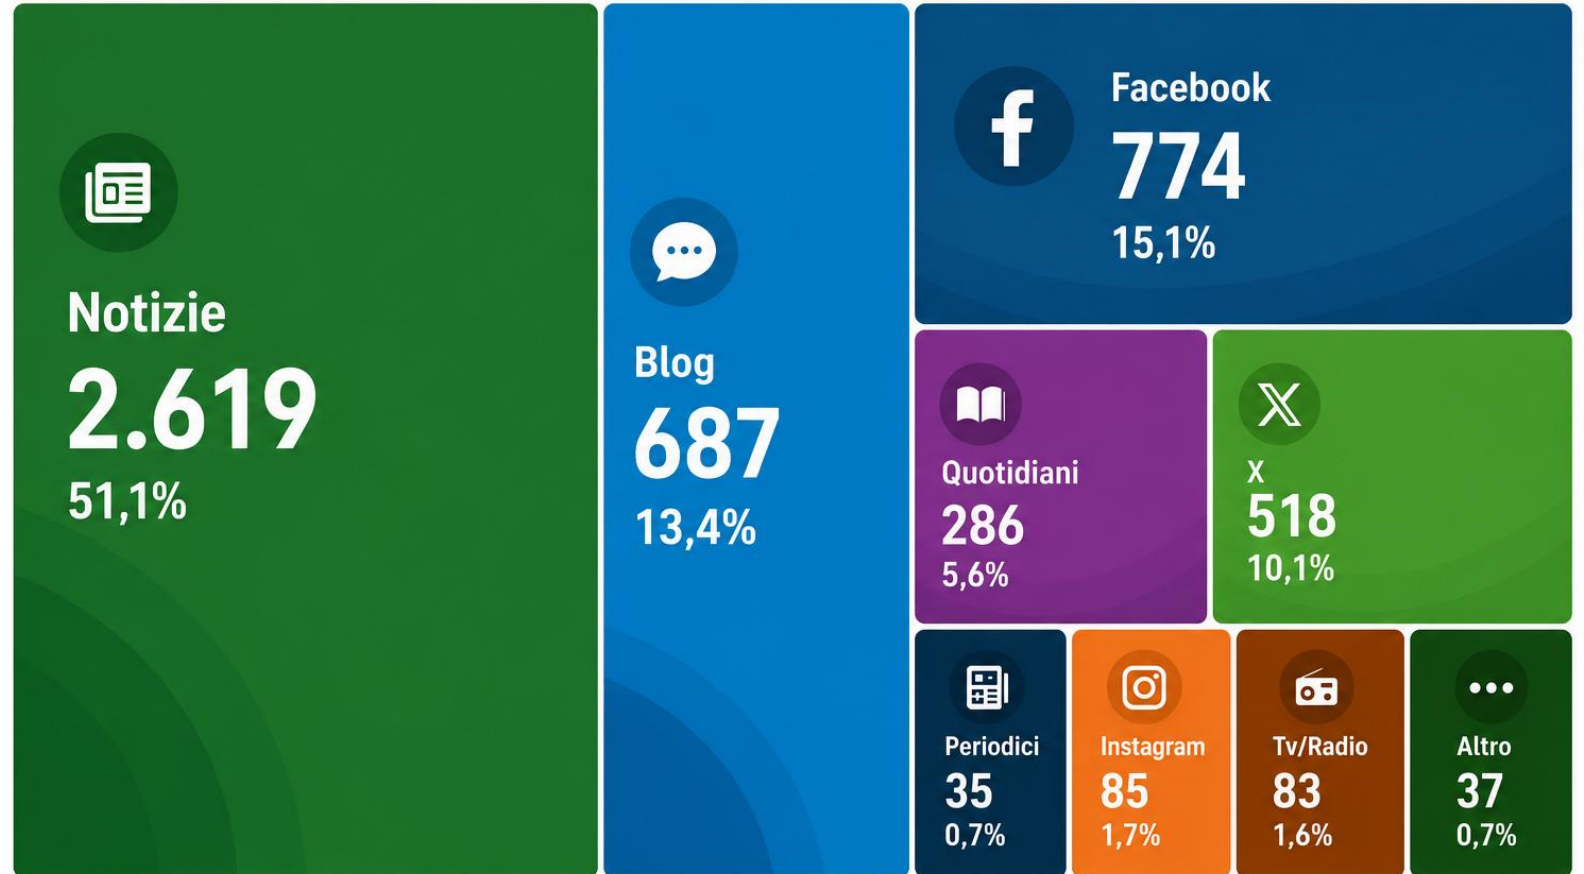 Notizie
2.619
51,1%
Blog
687
13,4%
Facebook
774
15,1%
Quotidiani
286
5,6%
X
518
10,1%
Periodici
35
0,7%
Instagram
85
1,7%
Tv/Radio
83
1,6%
Altro
37
0,7%